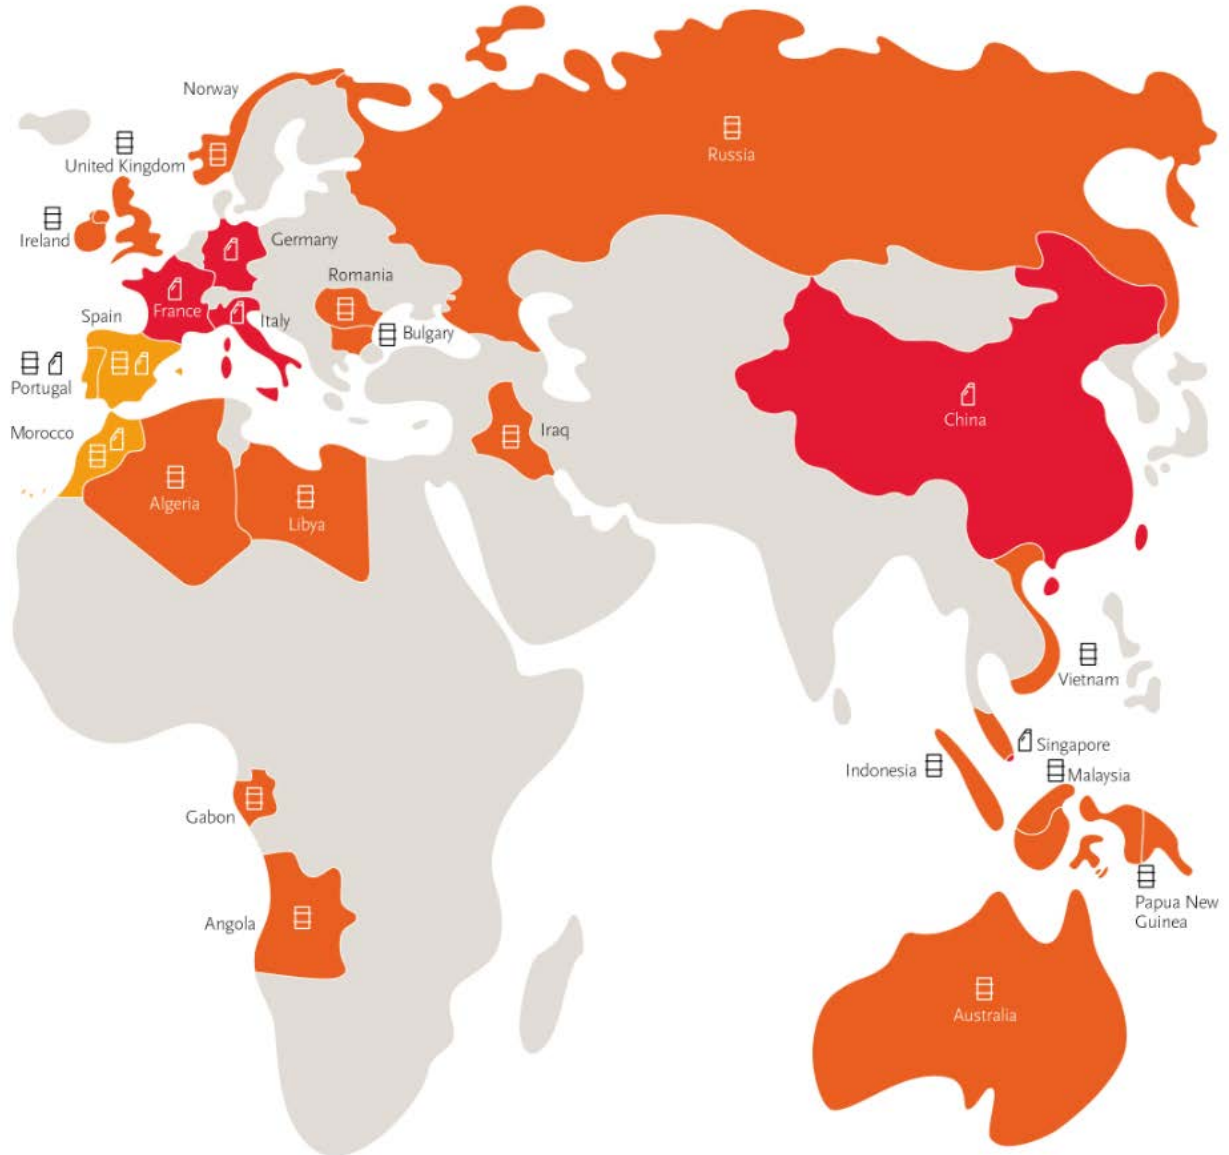 Norway
United Kingdom
Russia
Ireland
Germany
Romania
France
Spain
Italy
Bulgary
Portugal
China
Morocco
Iraq
Algeria
Libya
Vietnam
Singapore
Indonesia
Malaysia
Gabon
Papua New
Guinea
Angola
Australia